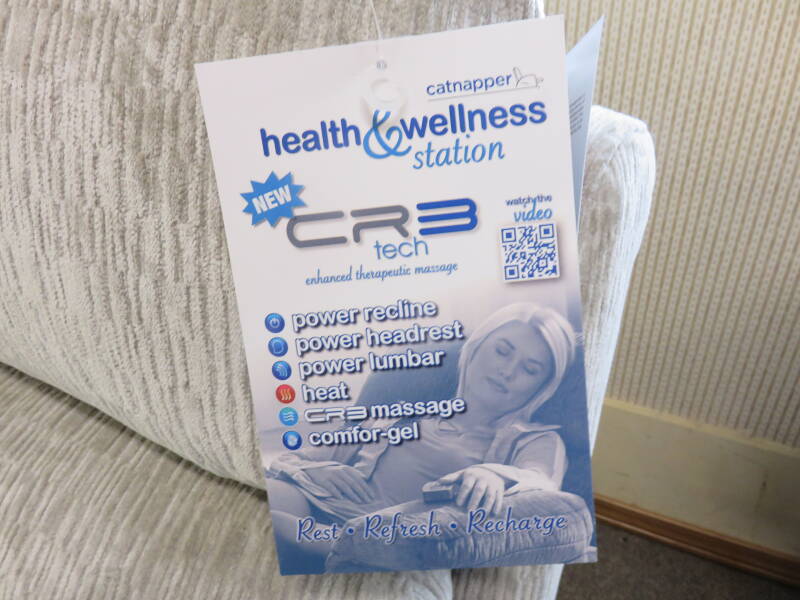 catnapper
health & wellness
station
NEW
CR3
tech
enhanced therapeutic massage
watch the
video
power recline
power headrest
power lumbar
heat
CR3 massage
comfor-gel
Rest • Refresh • Recharge